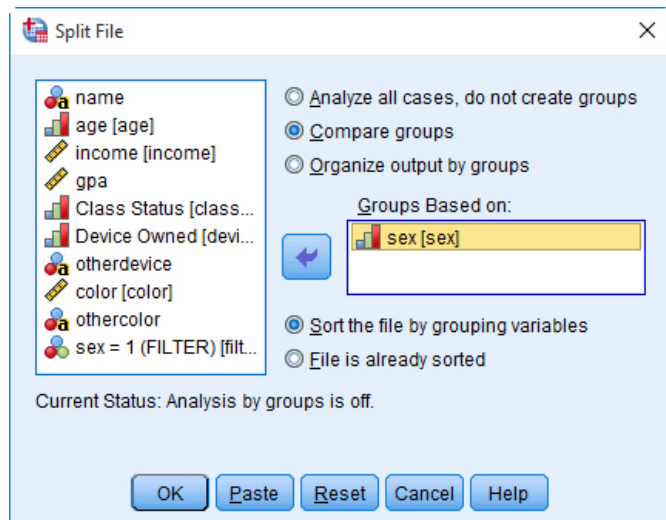 Split File
name
age [age]
income [income]
gpa
Class Status [class...
Device Owned [devi...
otherdevice
color [color]
othercolor
sex = 1 (FILTER) [filt...
Analyze all cases, do not create groups
Compare groups
Organize output by groups
Groups Based on:
sex [sex]
Sort the file by grouping variables
File is already sorted
Current Status: Analysis by groups is off.
OK Paste Reset Cancel Help